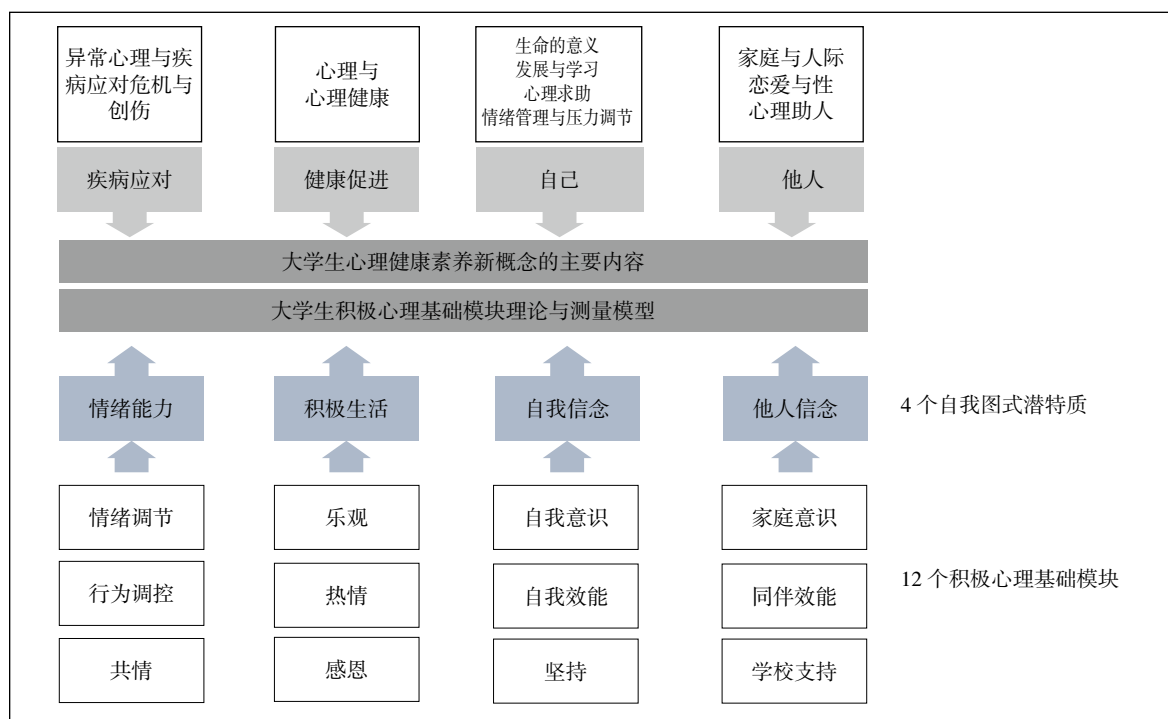 异常心理与疾
病应对危机与
创伤
心理与
心理健康
生命的意义
发展与学习
心理求助
情绪管理与压力调节
家庭与人际
恋爱与性
心理助人
疾病应对
健康促进
自己
他人
大学生心理健康素养新概念的主要内容
大学生积极心理基础模块理论与测量模型
情绪能力
积极生活
自我信念
他人信念
4 个自我图式潜特质
情绪调节
乐观
自我意识
家庭意识
行为调控
热情
自我效能
同伴效能
12 个积极心理基础模块
共情
感恩
坚持
学校支持